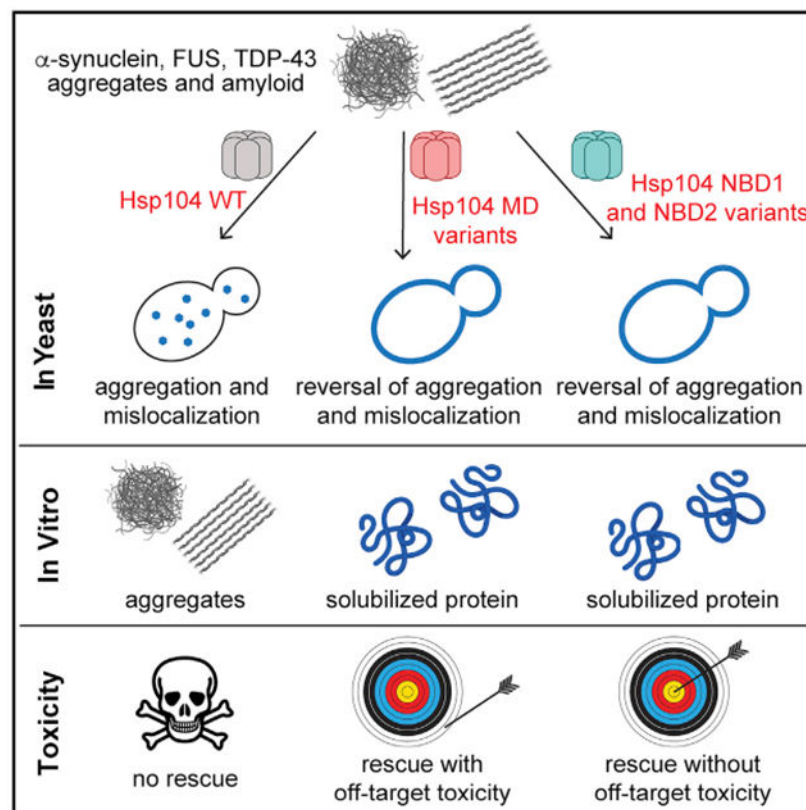 α-synuclein, FUS, TDP-43
aggregates and amyloid
Hsp104 WT
Hsp104 MD
variants
Hsp104 NBD1
and NBD2 variants
In Yeast
aggregation and
mislocalization
reversal of aggregation
and mislocalization
reversal of aggregation
and mislocalization
In Vitro
aggregates
solubilized protein
solubilized protein
Toxicity
no rescue
rescue with
off-target toxicity
rescue without
off-target toxicity